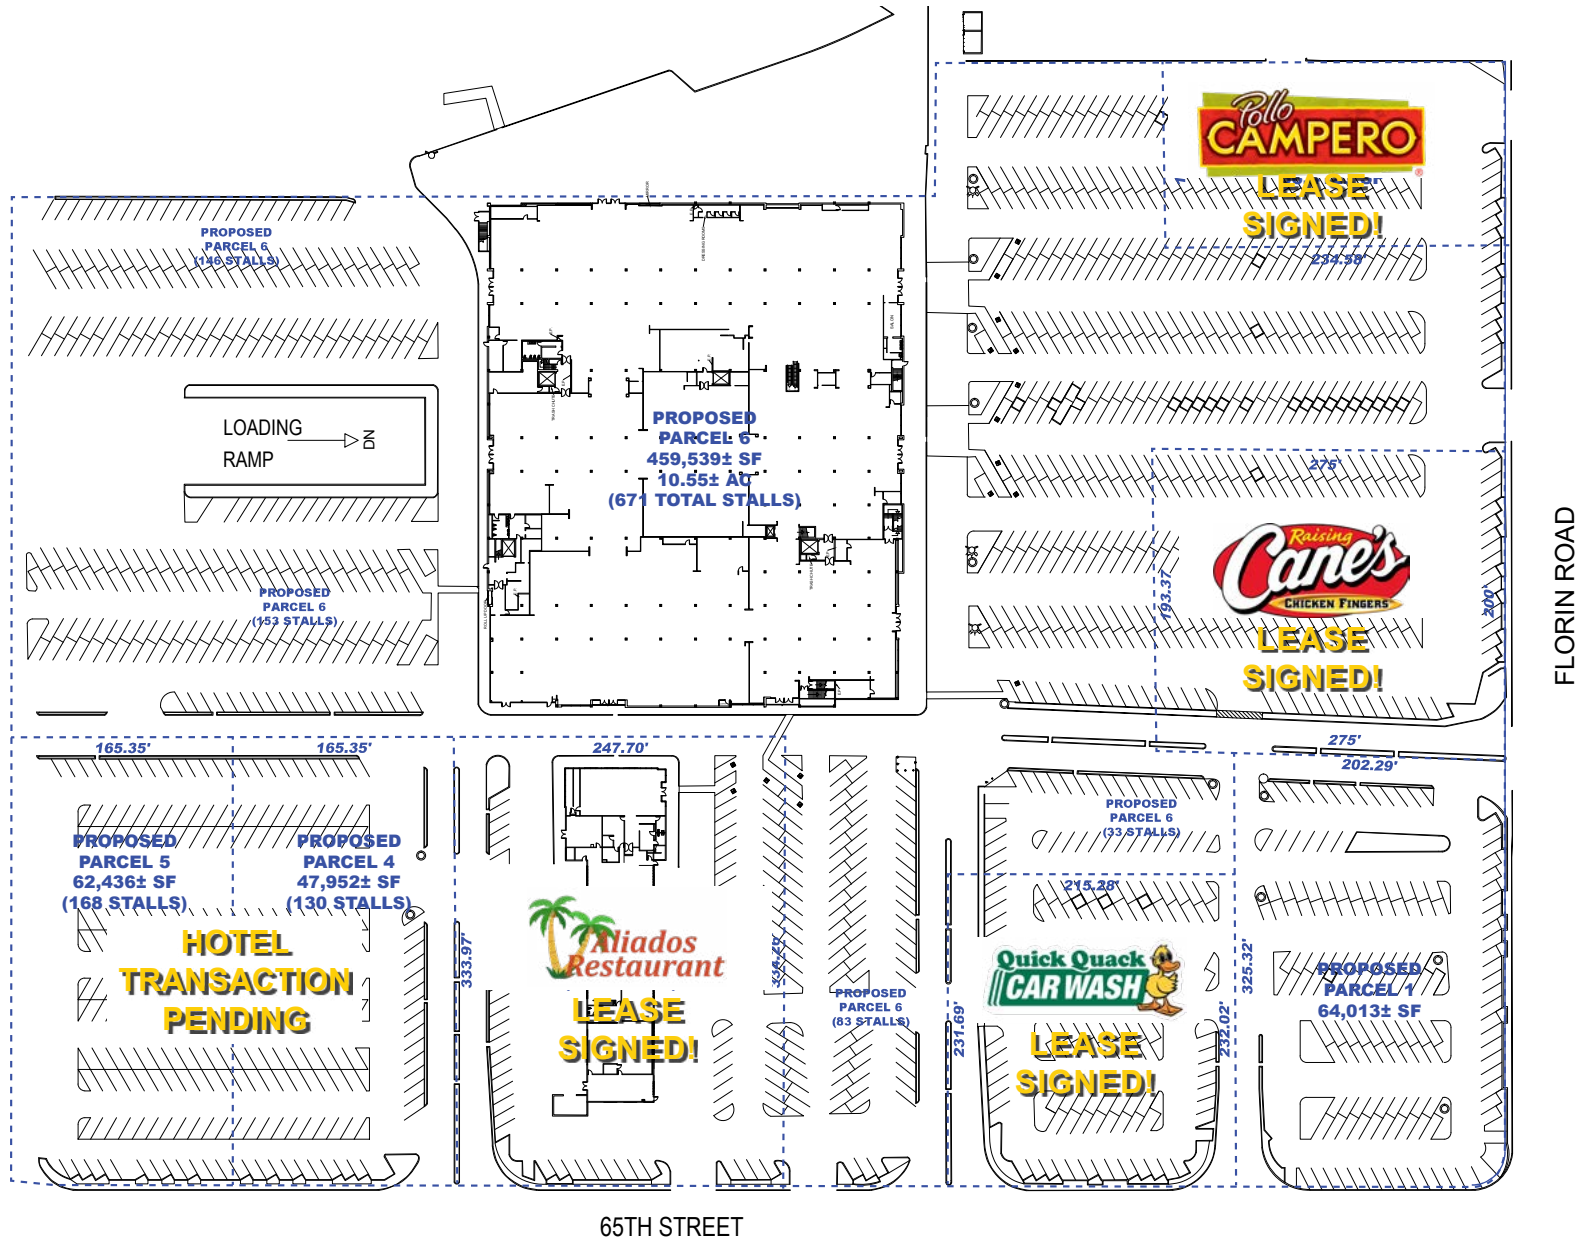 Pollo
CAMPERO
LEASE
SIGNED!
234.58'
PROPOSED
PARCEL 6
(146 STALLS)
LOADING
RAMP
DN
PROPOSED
PARCEL 6
459,539± SF
10.55± AC
(671 TOTAL STALLS)
275'
Raising
Cane's
CHICKEN FINGERS
LEASE
SIGNED!
193.37
200'
FLORIN ROAD
PROPOSED
PARCEL 6
(153 STALLS)
165.35'
165.35'
247.70'
275'
202.29'
PROPOSED
PARCEL 5
62,436± SF
(168 STALLS)
PROPOSED
PARCEL 4
47,952± SF
(130 STALLS)
HOTEL
TRANSACTION
PENDING
333.97'
Aliados
Restaurant
LEASE
SIGNED!
PROPOSED
PARCEL 6
(83 STALLS)
PROPOSED
PARCEL 6
(33 STALLS)
215.28'
231.69'
Quick Quack
CAR WASH
LEASE
SIGNED!
232.02'
325.32'
PROPOSED
PARCEL 1
64,013± SF
65TH STREET